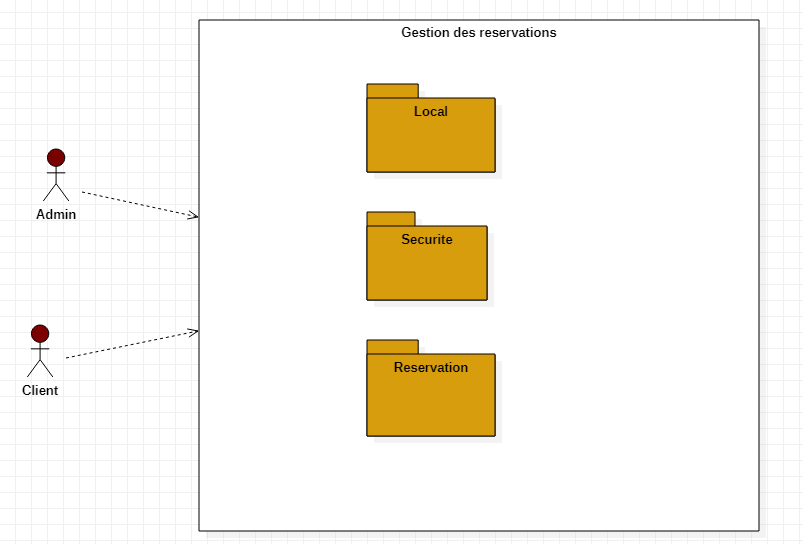 Gestion des reservations
Local
Admin
Securite
Reservation
Client